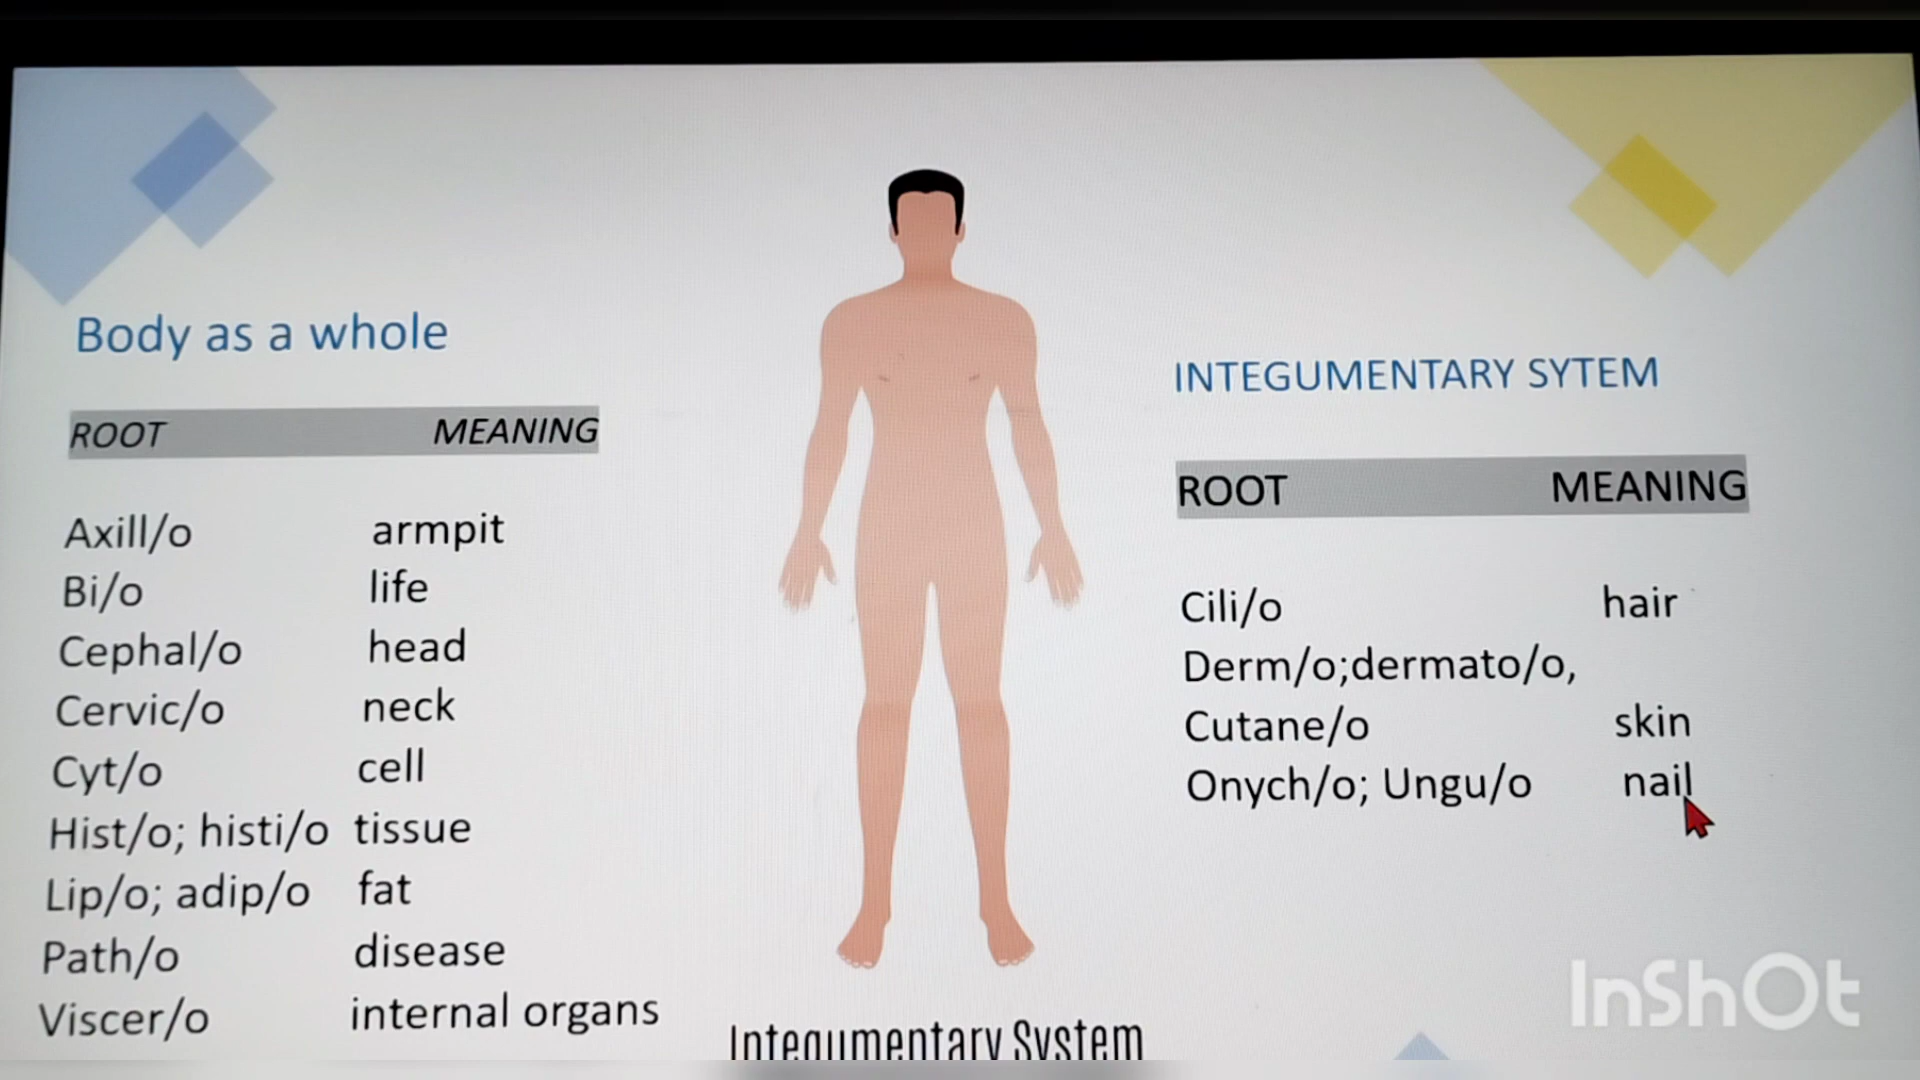 Body as a whole
ROOT MEANING
Axill/o armpit
Bi/o life
Cephal/o head
Cervic/o neck
Cyt/o cell
Hist/o; histi/o tissue
Lip/o; adip/o fat
Path/o disease
Viscer/o internal organs
Integumentary System
INTEGUMENTARY SYTEM
ROOT MEANING
Cili/o hair
Derm/o;dermato/o,
Cutane/o skin
Onych/o; Ungu/o nail
InShOt